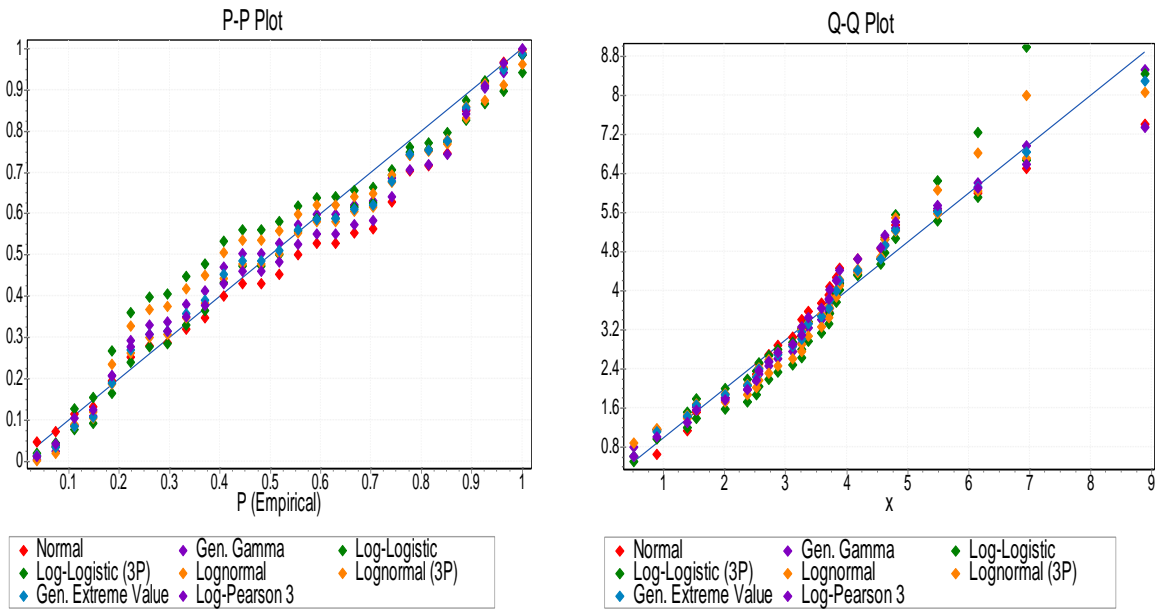 P-P Plot
1
0.9
0.8
0.7
0.6
0.5
0.4
0.3
0.2
0.1
0
0.1 0.2 0.3 0.4 0.5 0.6 0.7 0.8 0.9 1
P (Empirical)
Normal Gen. Gamma Log-Logistic
Log-Logistic (3P) Lognormal Lognormal (3P)
Gen. Extreme Value Log-Pearson 3
Q-Q Plot
8.8
8
7.2
6.4
5.6
4.8
4
3.2
2.4
1.6
0.8
1 2 3 4 5 6 7 8 9
x
Normal Gen. Gamma Log-Logistic
Log-Logistic (3P) Lognormal Lognormal (3P)
Gen. Extreme Value Log-Pearson 3